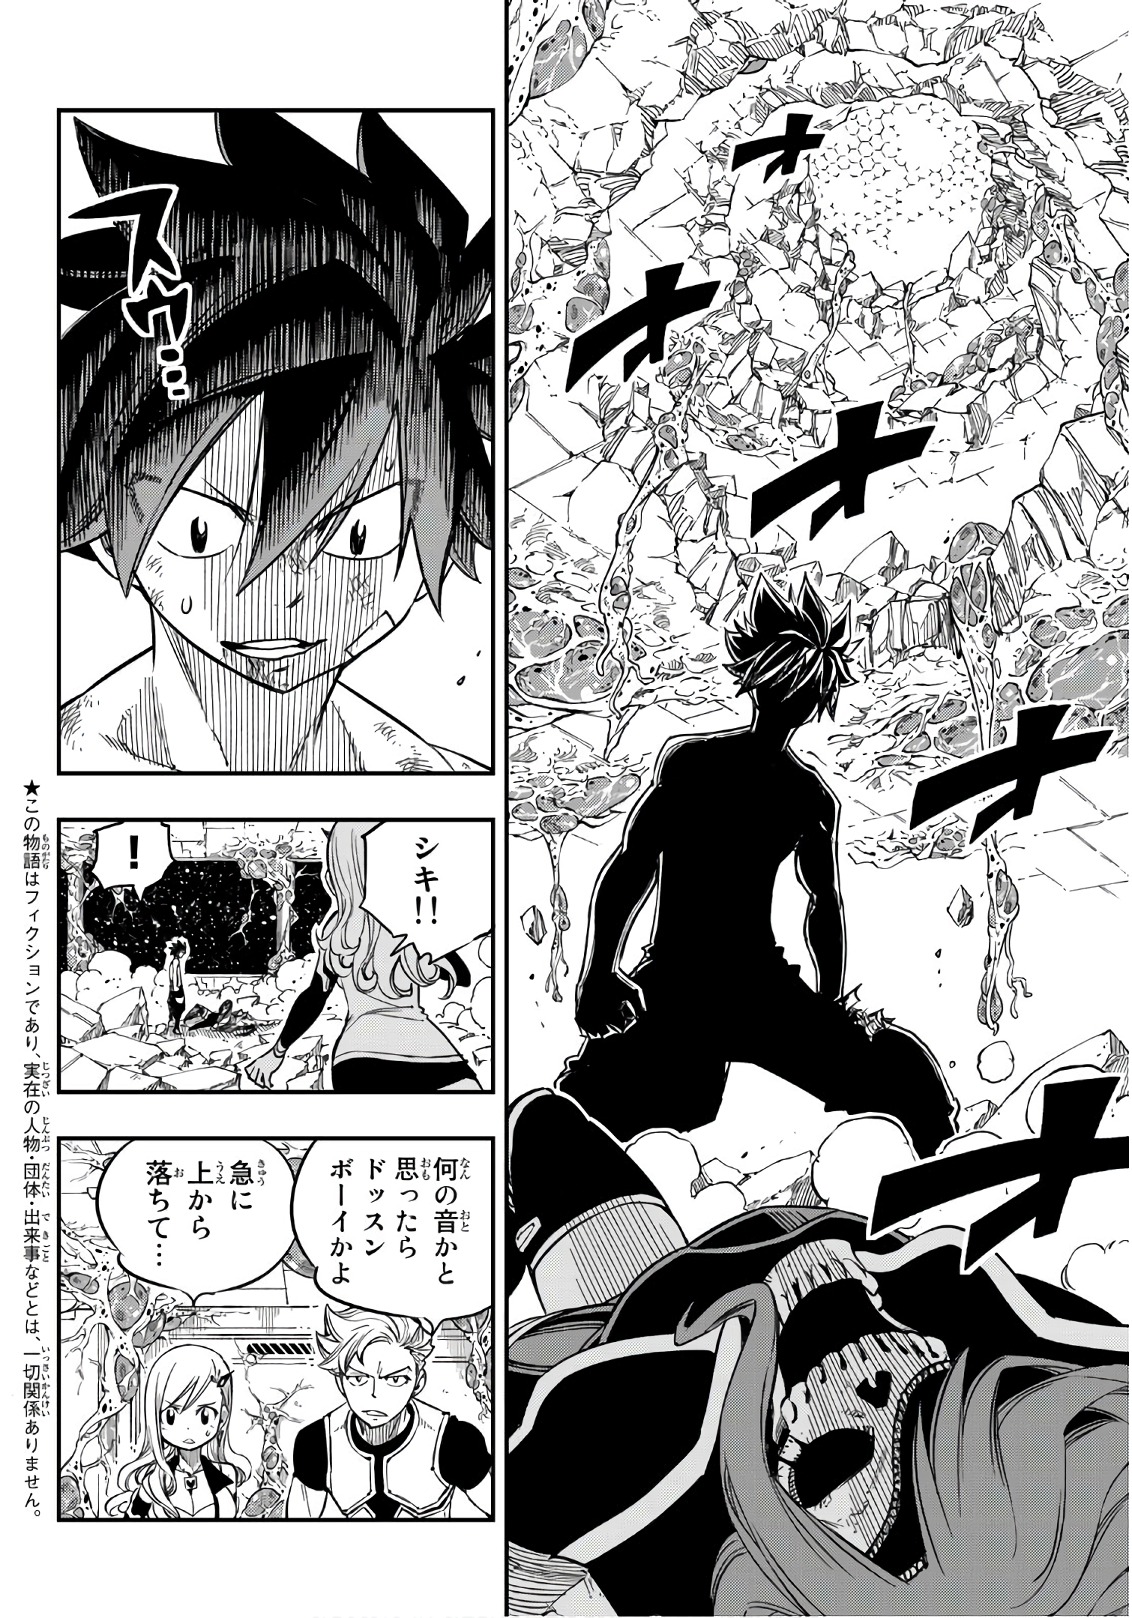 オオオオオオ
スゥ…
シキ!!
!
何の音かと
思ったら
ドッスン
ボーイかよ
急に
上から
落ちて…
★この物語はフィクションであり、実在の人物・団体・出来事などとは、一切関係ありません。